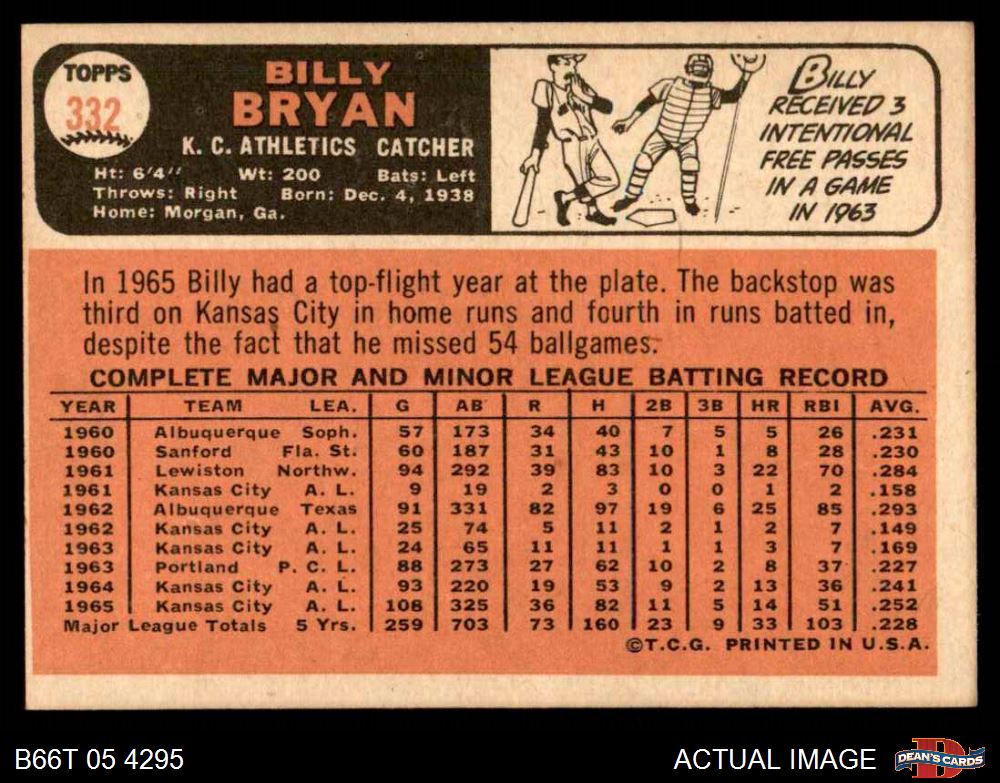 TOPPS
332
BILLY
BRYAN
K. C. ATHLETICS CATCHER
Ht: 6'4" Wt: 200 Bats: Left
Throws: Right Born: Dec. 4, 1938
Home: Morgan, Ga.
BILLY
RECEIVED 3
INTENTIONAL
FREE PASSES
IN A GAME
IN 1963
In 1965 Billy had a top-flight year at the plate. The backstop was
third on Kansas City in home runs and fourth in runs batted in,
despite the fact that he missed 54 ballgames.
COMPLETE MAJOR AND MINOR LEAGUE BATTING RECORD
YEAR TEAM LEA. G AB R H 2B 3B HR RBI AVG.
1960 Albuquerque Soph. 57 173 34 40 7 5 5 26 .231
1960 Sanford Fla. St. 60 187 31 43 10 1 8 28 .230
1961 Lewiston Northw. 94 292 39 83 10 3 22 70 .284
1961 Kansas City A. L. 9 19 2 3 0 0 1 2 .158
1962 Albuquerque Texas 91 331 82 97 19 6 25 85 .293
1962 Kansas City A. L. 25 74 5 11 2 1 2 7 .149
1963 Kansas City A. L. 24 65 11 11 1 1 3 7 .169
1963 Portland P. C. L. 88 273 27 62 10 2 8 37 .227
1964 Kansas City A. L. 93 220 19 53 9 2 13 36 .241
1965 Kansas City A. L. 108 325 36 82 11 5 14 51 .252
Major League Totals 5 Yrs. 259 703 73 160 23 9 33 103 .228
©T.C.G. PRINTED IN U.S.A.
B66T 05 4295
ACTUAL IMAGE
D
DEAN'S CARDS